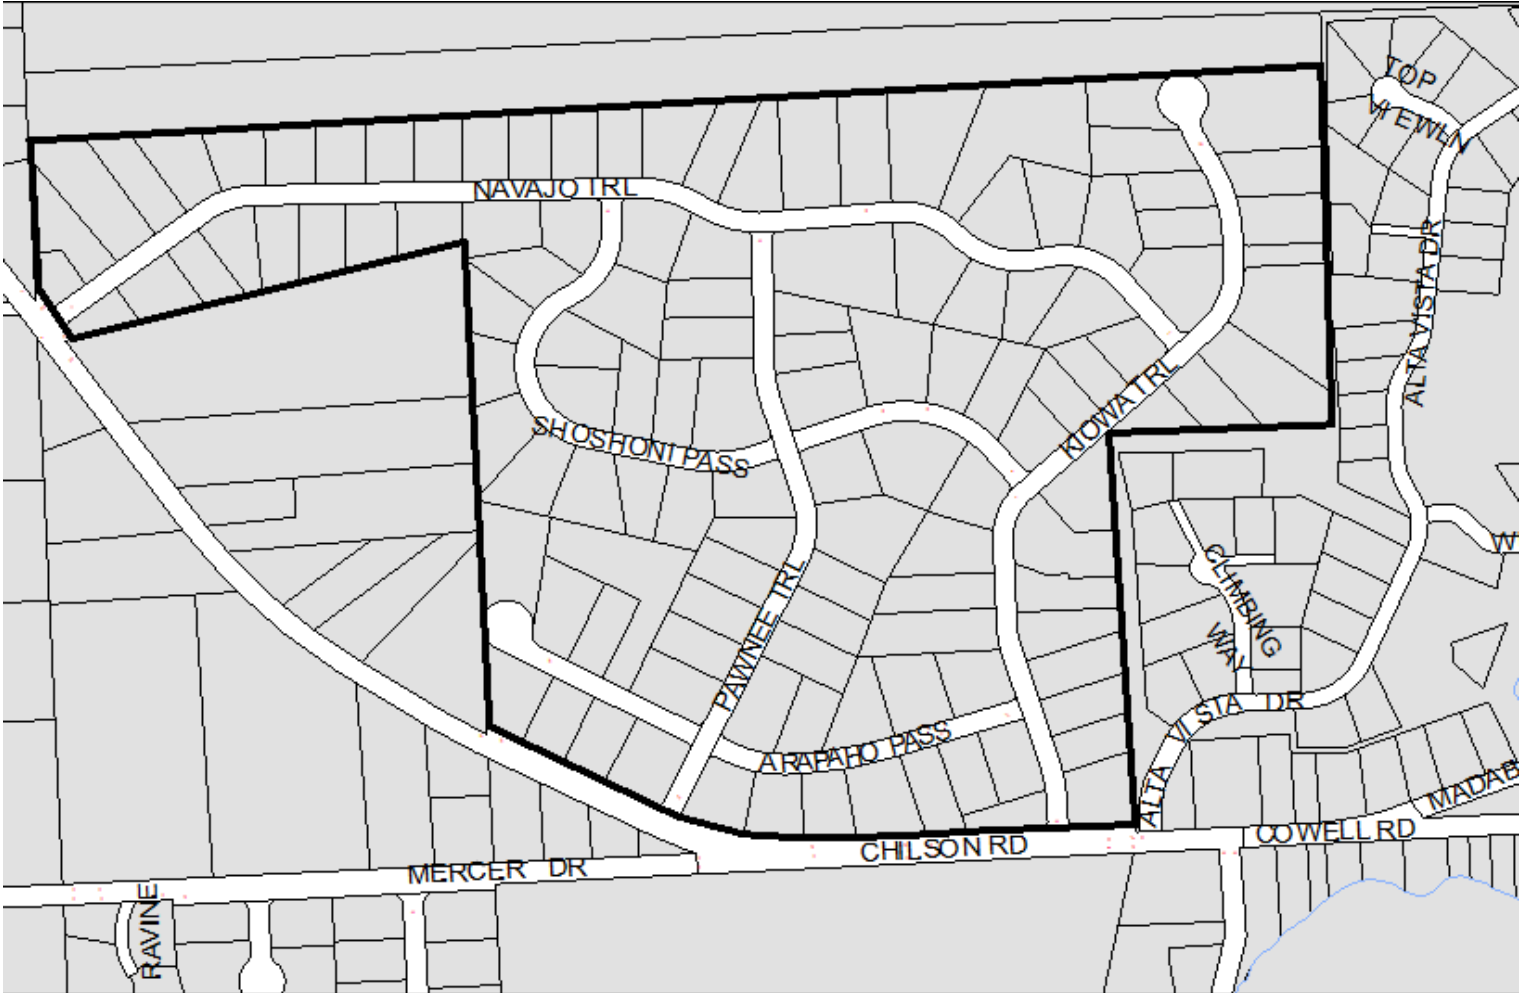 TOP
VIEW LN
NAVAJO TRL
ALTA VISTA DR
KIOWA TRL
SHOSHONI PASS
W
CLIMBING
WAY
PAWNEE TRL
ALTA VISTA DR
ARAPAHO PASS
MADAB
COWELL RD
CHILSON RD
MERCER DR
RAVINE